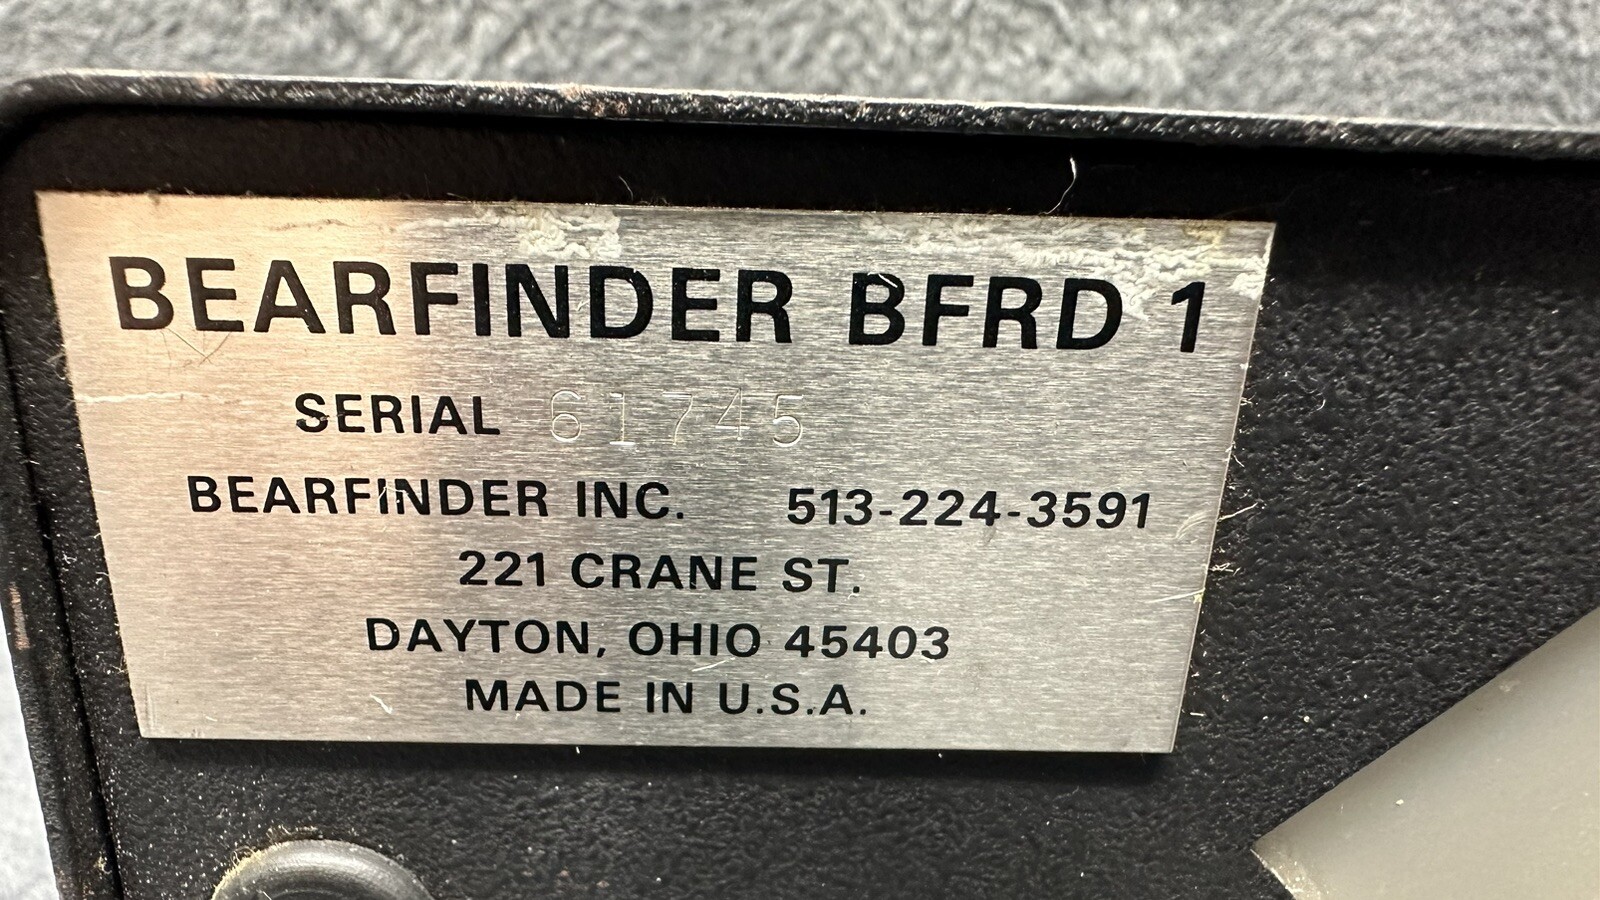 BEARFINDER BFRD 1
SERIAL 61745
BEARFINDER INC. 513-224-3591
221 CRANE ST.
DAYTON, OHIO 45403
MADE IN U.S.A.